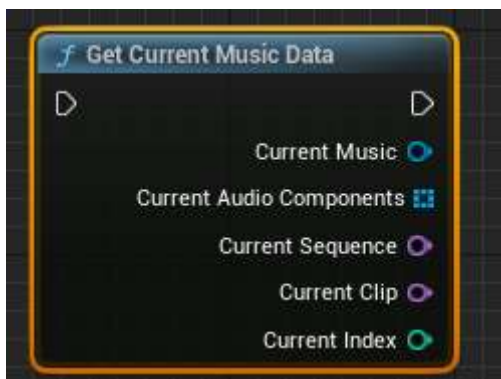 f Get Current Music Data
Current Music
Current Audio Components
Current Sequence
Current Clip
Current Index